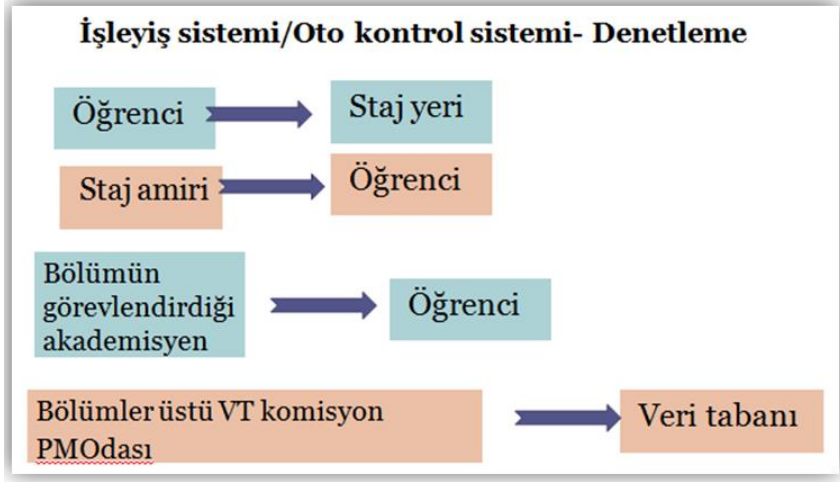 İşleyiş sistemi/Oto kontrol sistemi- Denetleme
Öğrenci
Staj yeri
Staj amiri
Öğrenci
Bölümün
görevlendirdiği
akademisyen
Öğrenci
Bölümler üstü VT komisyon
PMOdası
Veri tabanı